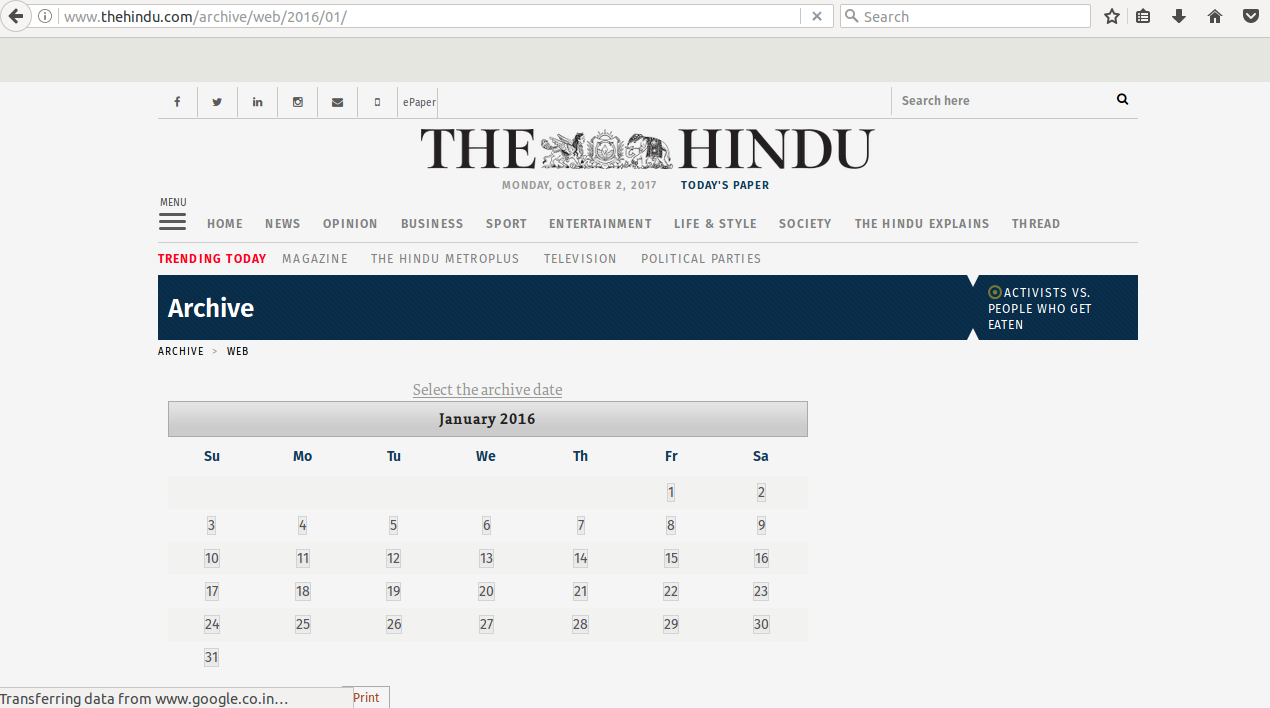 www.thehindu.com/archive/web/2016/01/ Search
ePaper Search here
THE HINDU
MONDAY, OCTOBER 2, 2017 TODAY'S PAPER
MENU
HOME NEWS OPINION BUSINESS SPORT ENTERTAINMENT LIFE & STYLE SOCIETY THE HINDU EXPLAINS THREAD
TRENDING TODAY MAGAZINE THE HINDU METROPLUS TELEVISION POLITICAL PARTIES
Archive
ACTIVISTS VS.
PEOPLE WHO GET
EATEN
ARCHIVE > WEB
Select the archive date
January 2016
Su Mo Tu We Th Fr Sa
1 2
3 4 5 6 7 8 9
10 11 12 13 14 15 16
17 18 19 20 21 22 23
24 25 26 27 28 29 30
31
Transferring data from www.google.co.in… Print